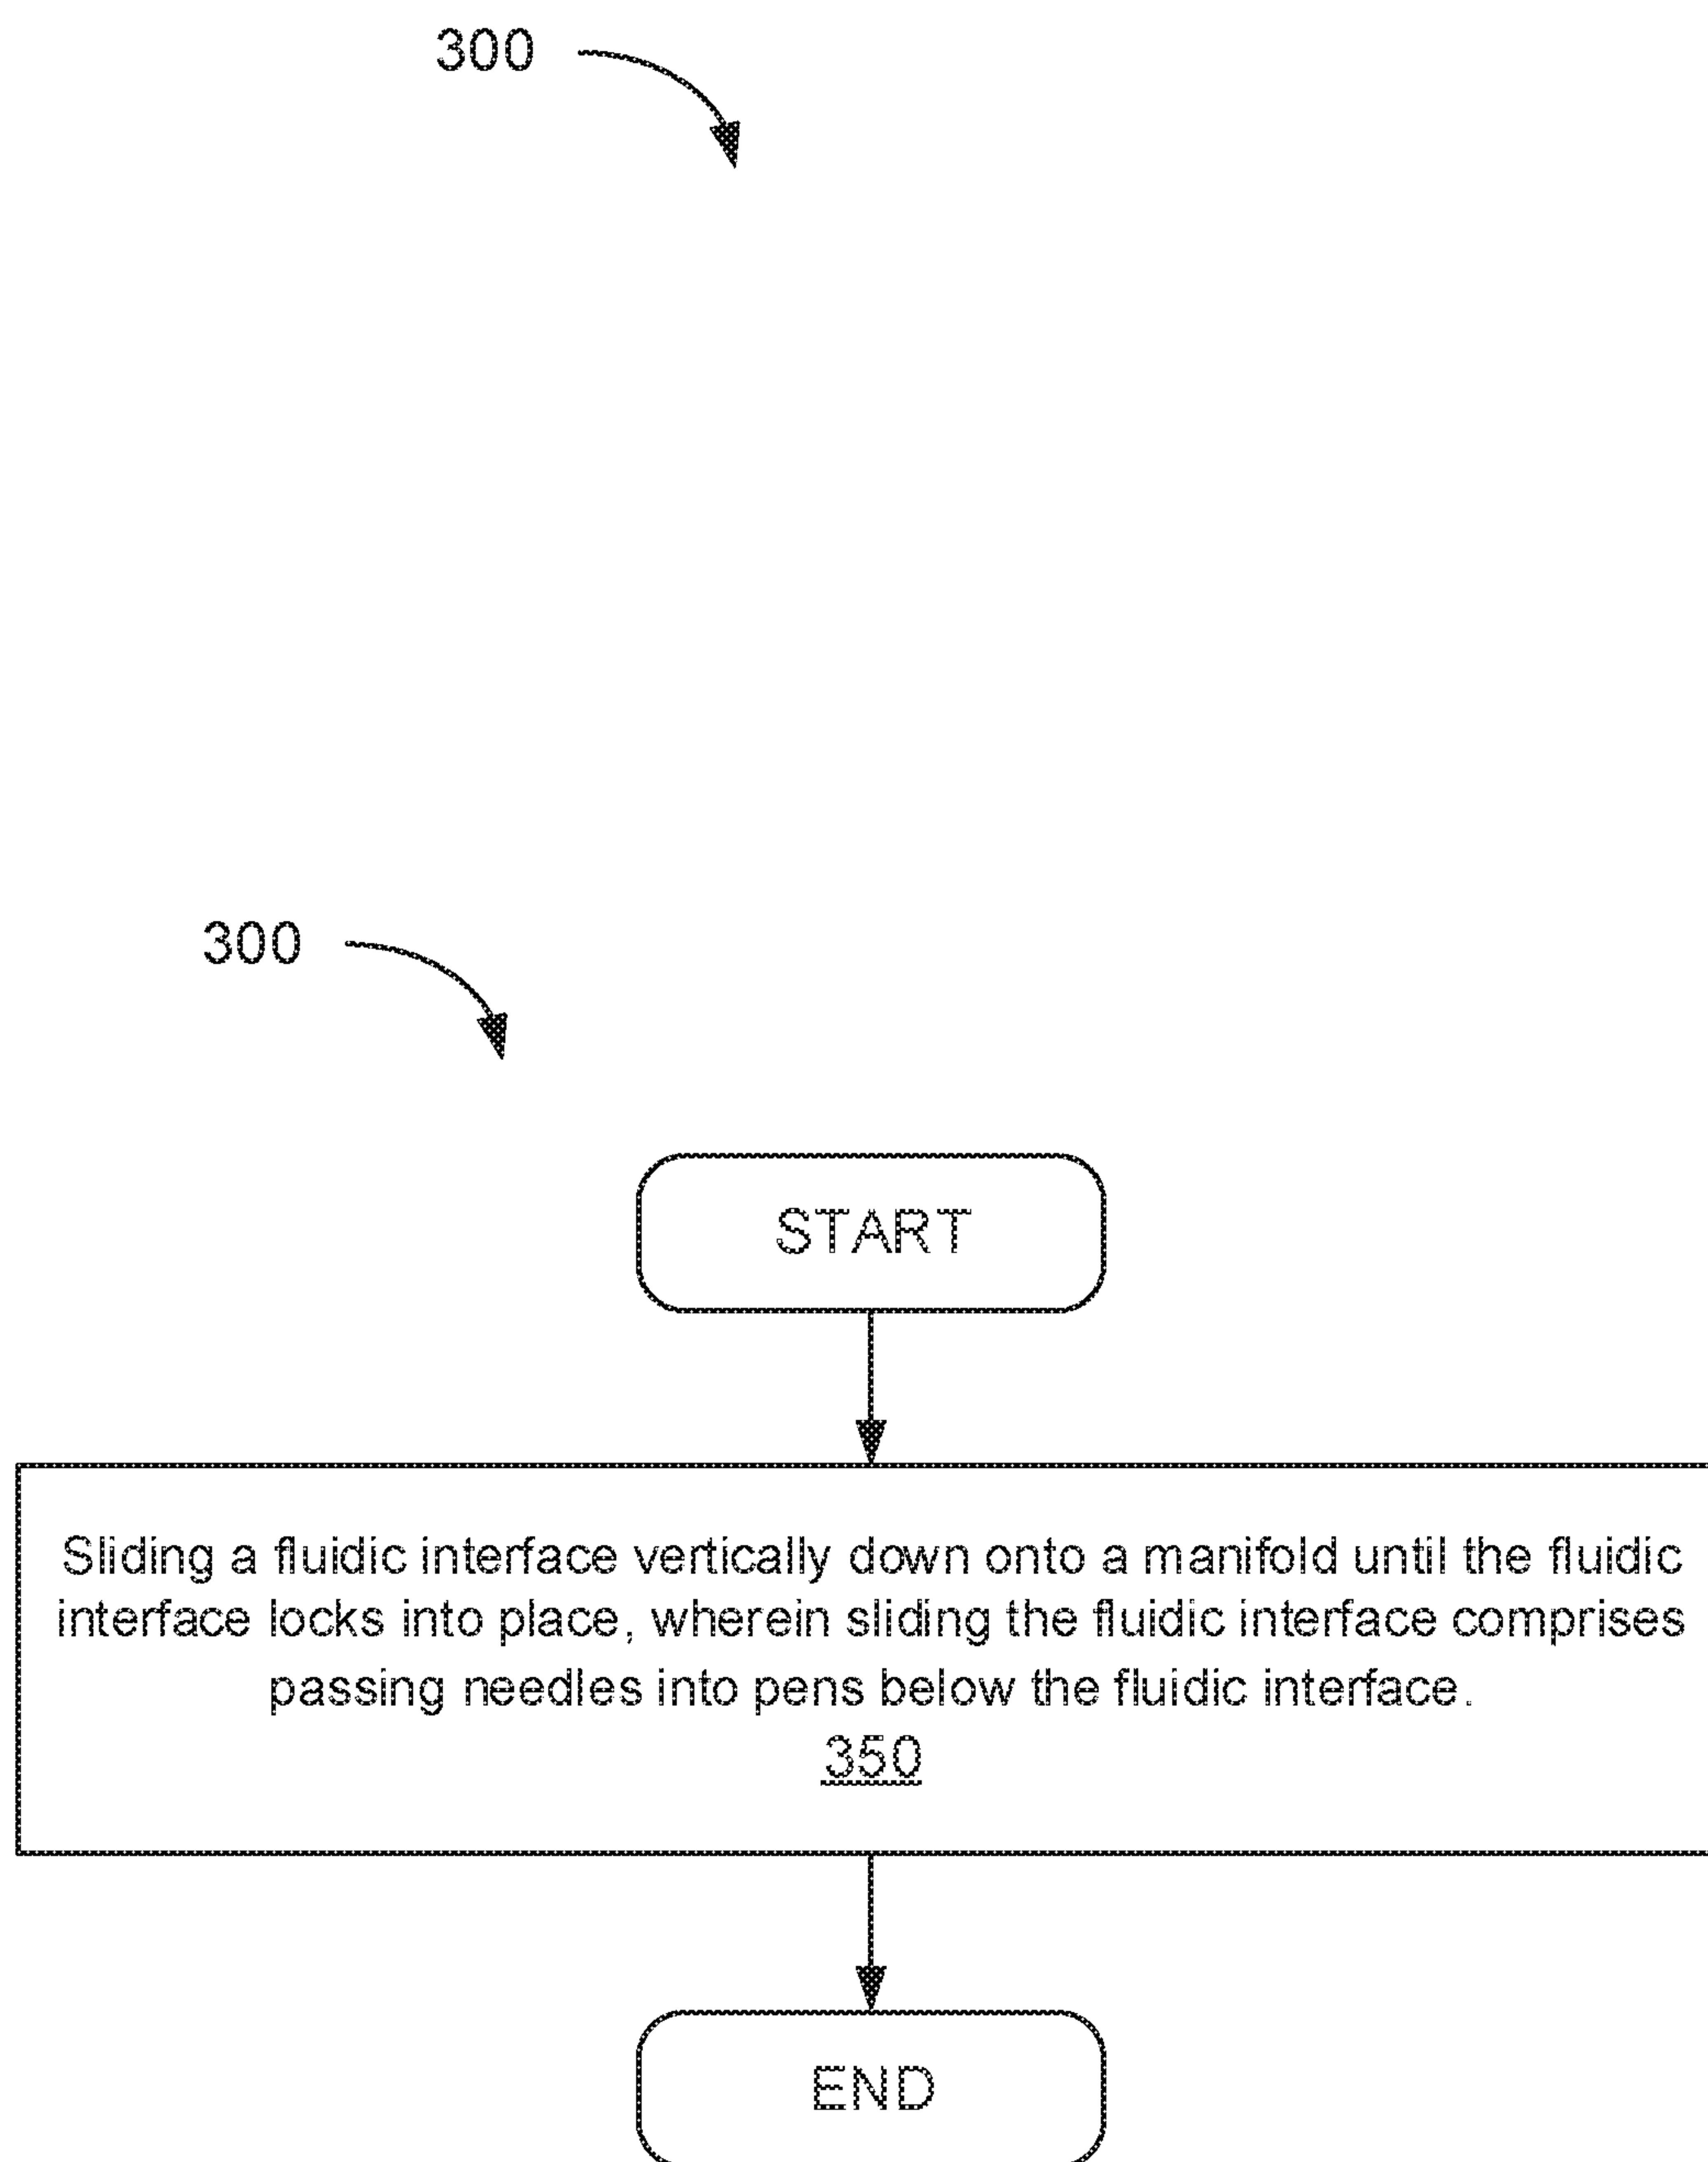 300
300
START
Sliding a fluidic interface vertically down onto a manifold until the fluidic
interface locks into place, wherein sliding the fluidic interface comprises
passing needles into pens below the fluidic interface.
350
END